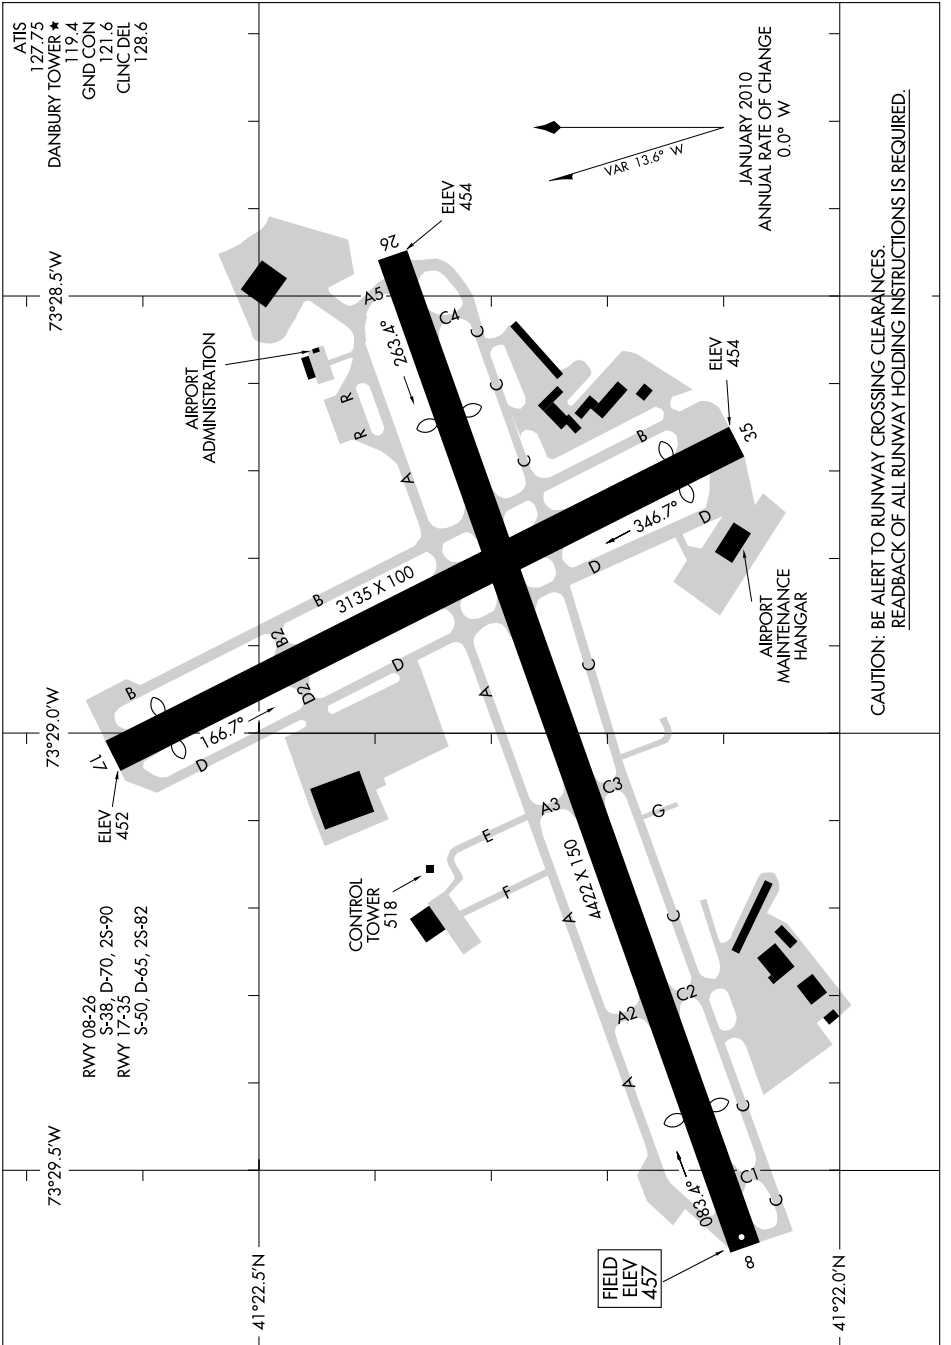 ATIS
127.75
DANBURY TOWER ★
119.4
GND CON
121.6
CLNC DEL
128.6
JANUARY 2010
ANNUAL RATE OF CHANGE
0.0° W
VAR 13.6° W
CAUTION: BE ALERT TO RUNWAY CROSSING CLEARANCES.
READBACK OF ALL RUNWAY HOLDING INSTRUCTIONS IS REQUIRED.
RWY 08-26
S-38, D-70, 2S-90
RWY 17-35
S-50, D-65, 2S-82
73°29.5'W
73°29.0'W
73°28.5'W
41°22.5'N
41°22.0'N
FIELD
ELEV
457
8
083.4°
4422 X 150
263.4°
26
ELEV
454
17
ELEV
452
166.7°
3135 X 100
346.7°
35
ELEV
454
CONTROL
TOWER
518
AIRPORT
ADMINISTRATION
AIRPORT
MAINTENANCE
HANGAR
A
A2
A
A3
A
A
A5
R
R
B
B2
B
B
D
D2
D
D
D
E
F
G
C
C1
C
C2
C
C3
C
C
C
C
C4